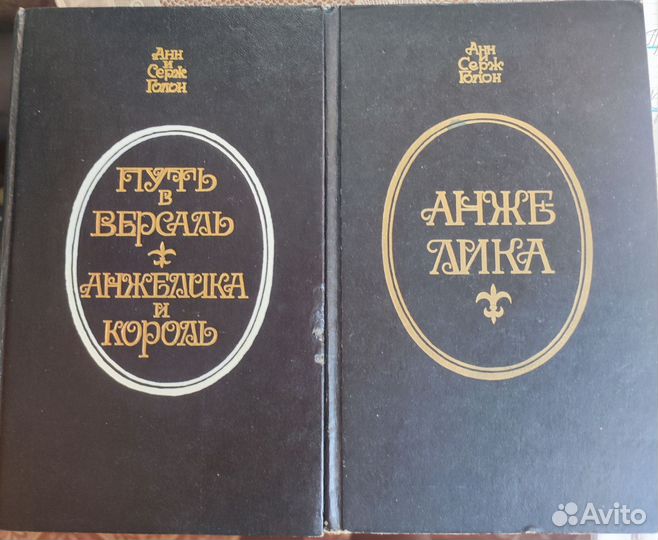 Анн
и
Серж
Голон
ПУТЬ
В
ВЕРСАЛЬ
АНЖЕЛИКА
И
КОРОЛЬ
Анн
и
Серж
Голон
АНЖЕ-
ЛИКА
Avito